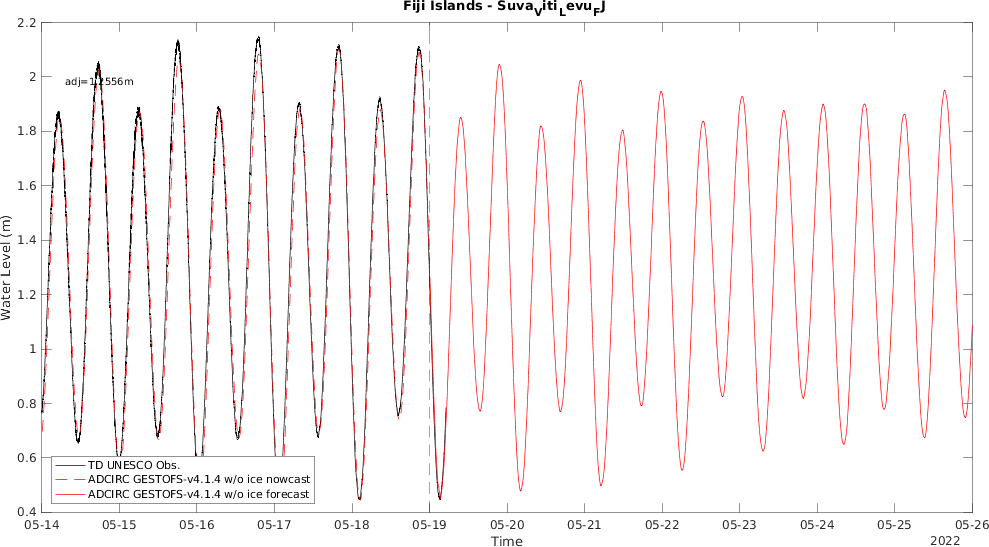 Fiji Islands - SuvaVitiLevuFJ
2.2
2
1.8
1.6
1.4
1.2
1
0.8
0.6
0.4
Water Level (m)
adj=1.2556m
TD UNESCO Obs.
ADCIRC GESTOFS-v4.1.4 w/o ice nowcast
ADCIRC GESTOFS-v4.1.4 w/o ice forecast
05-14 05-15 05-16 05-17 05-18 05-19 05-20 05-21 05-22 05-23 05-24 05-25 05-26
Time
2022